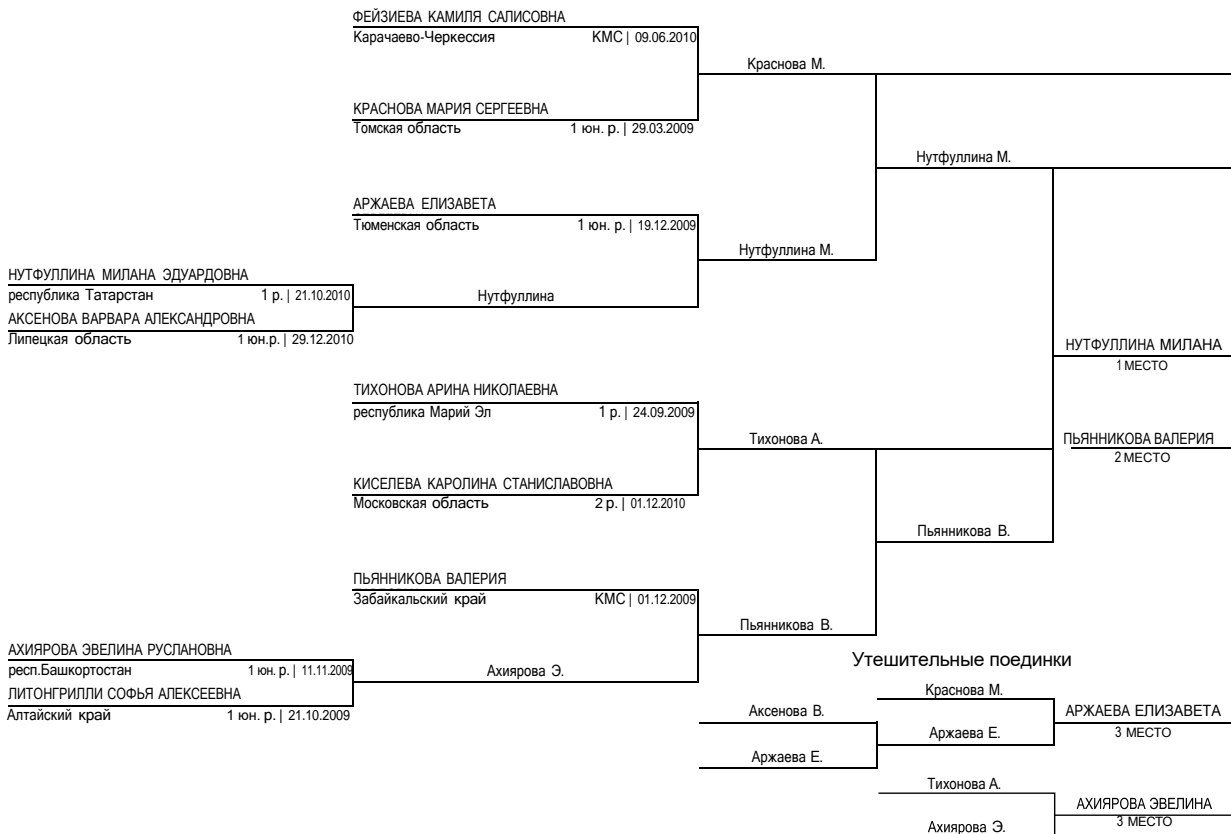 ФЕЙЗИЕВА КАМИЛЯ САЛИСОВНА
Карачаево-Черкессия КМС | 09.06.2010
Краснова М.
КРАСНОВА МАРИЯ СЕРГЕЕВНА
Томская область 1 юн. р. | 29.03.2009
Нутфуллина М.
АРЖАЕВА ЕЛИЗАВЕТА
Тюменская область 1 юн. р. | 19.12.2009
Нутфуллина М.
НУТФУЛЛИНА МИЛАНА ЭДУАРДОВНА
республика Татарстан 1 р. | 21.10.2010
Нутфуллина
АКСЕНОВА ВАРВАРА АЛЕКСАНДРОВНА
Липецкая область 1 юн.р. | 29.12.2010
НУТФУЛЛИНА МИЛАНА
1 МЕСТО
ТИХОНОВА АРИНА НИКОЛАЕВНА
республика Марий Эл 1 р. | 24.09.2009
Тихонова А.
ПЬЯННИКОВА ВАЛЕРИЯ
2 МЕСТО
КИСЕЛЕВА КАРОЛИНА СТАНИСЛАВОВНА
Московская область 2 р. | 01.12.2010
Пьянникова В.
ПЬЯННИКОВА ВАЛЕРИЯ
Забайкальский край КМС | 01.12.2009
Пьянникова В.
АХИЯРОВА ЭВЕЛИНА РУСЛАНОВНА
респ.Башкортостан 1 юн. р. | 11.11.2009
Ахиярова Э.
ЛИТОНГРИЛЛИ СОФЬЯ АЛЕКСЕЕВНА
Алтайский край 1 юн. р. | 21.10.2009
Утешительные поединки
Краснова М.
Аксенова В.
АРЖАЕВА ЕЛИЗАВЕТА
3 МЕСТО
Аржаева Е.
Аржаева Е.
Тихонова А.
АХИЯРОВА ЭВЕЛИНА
3 МЕСТО
Ахиярова Э.